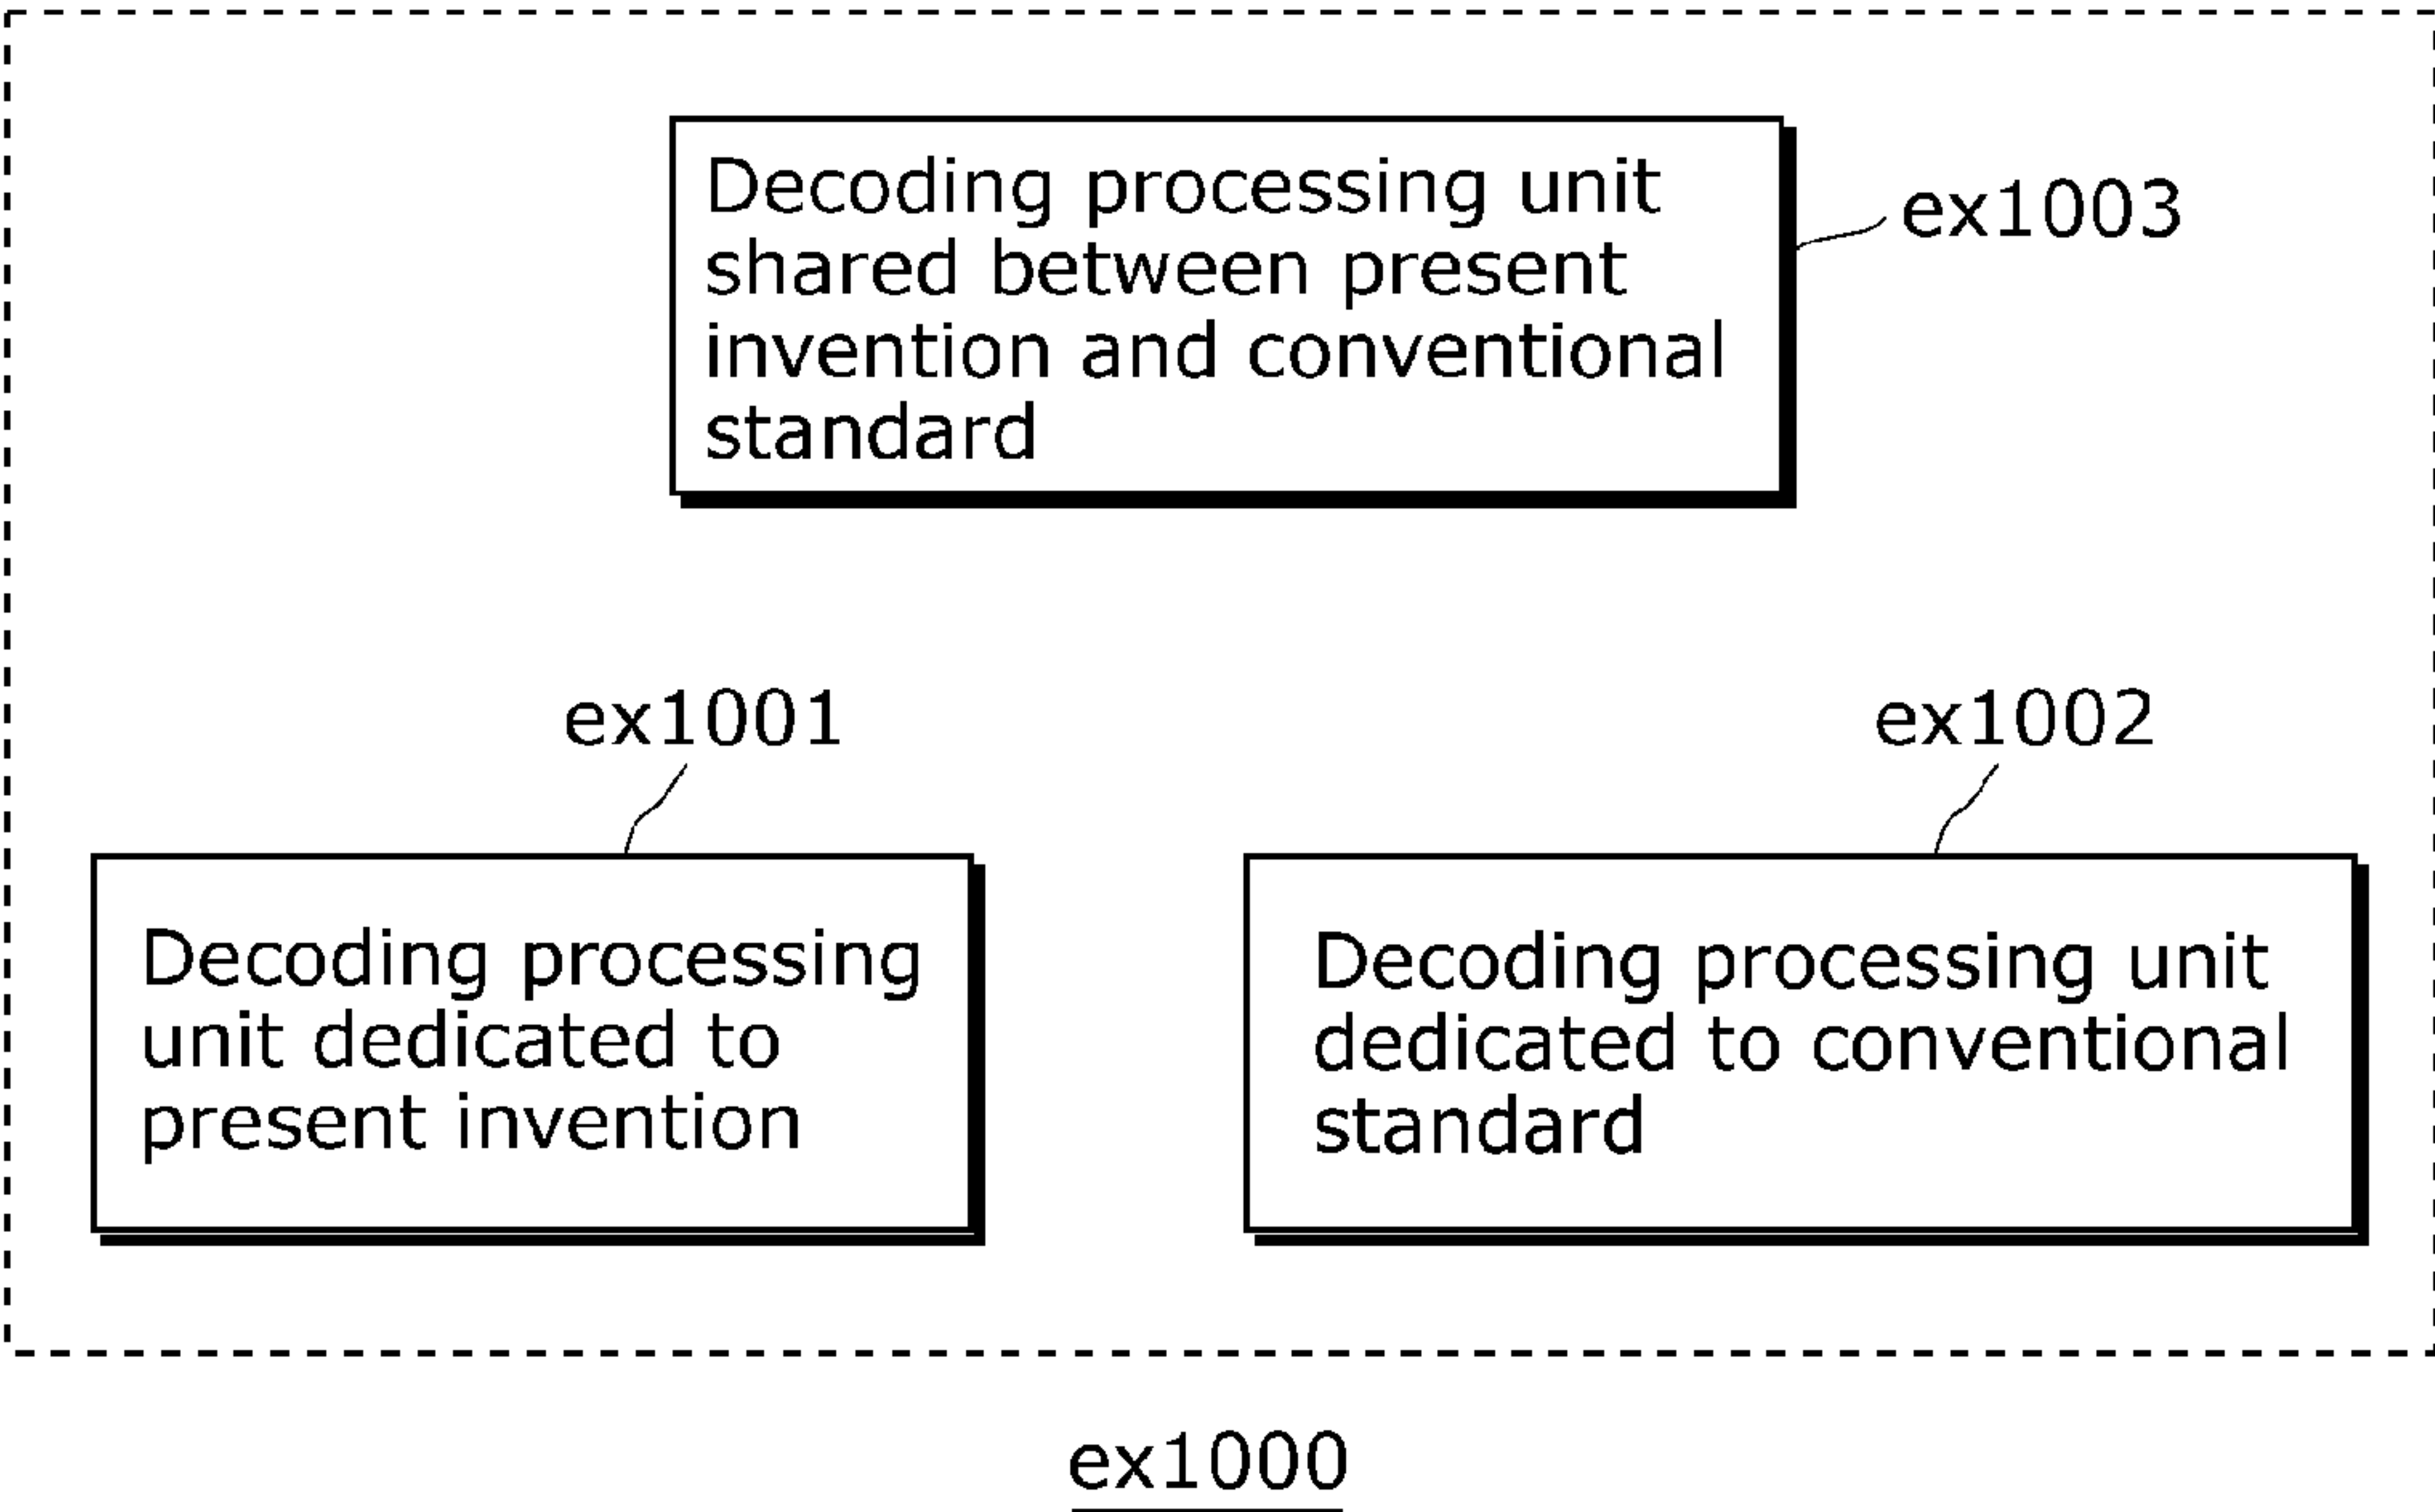 Decoding processing unit
shared between present
invention and conventional
standard
ex1003
ex1001
ex1002
Decoding processing
unit dedicated to
present invention
Decoding processing unit
dedicated to conventional
standard
ex1000